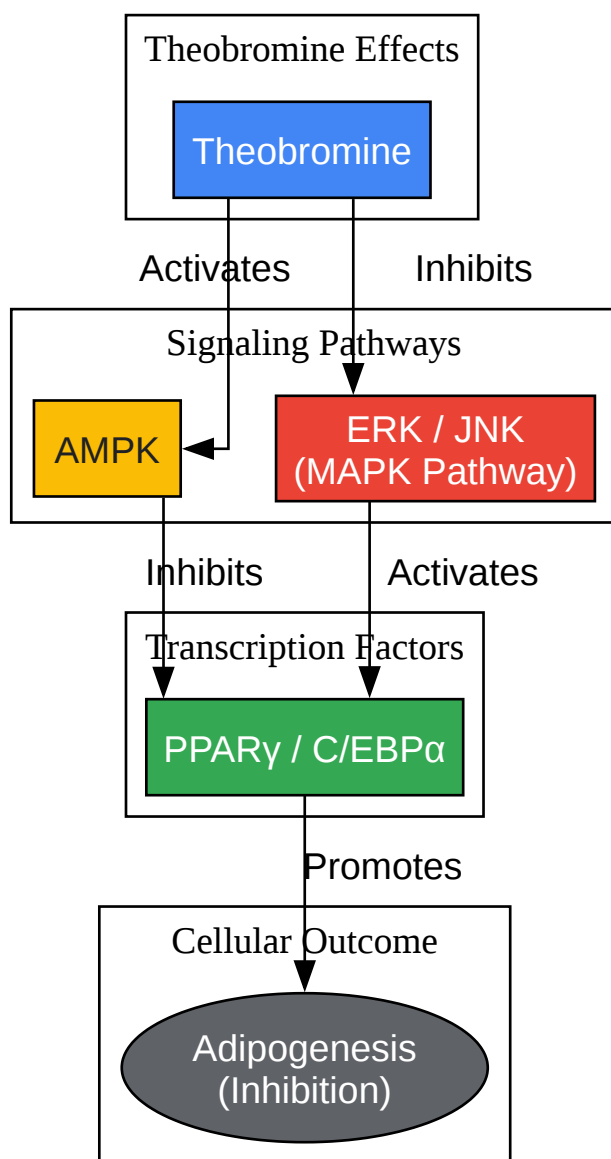 Theobromine Effects
Theobromine
Activates
Inhibits
Signaling Pathways
AMPK
ERK / JNK
(MAPK Pathway)
Inhibits
Activates
Transcription Factors
PPARγ / C/EBPα
Promotes
Cellular Outcome
Adipogenesis
(Inhibition)